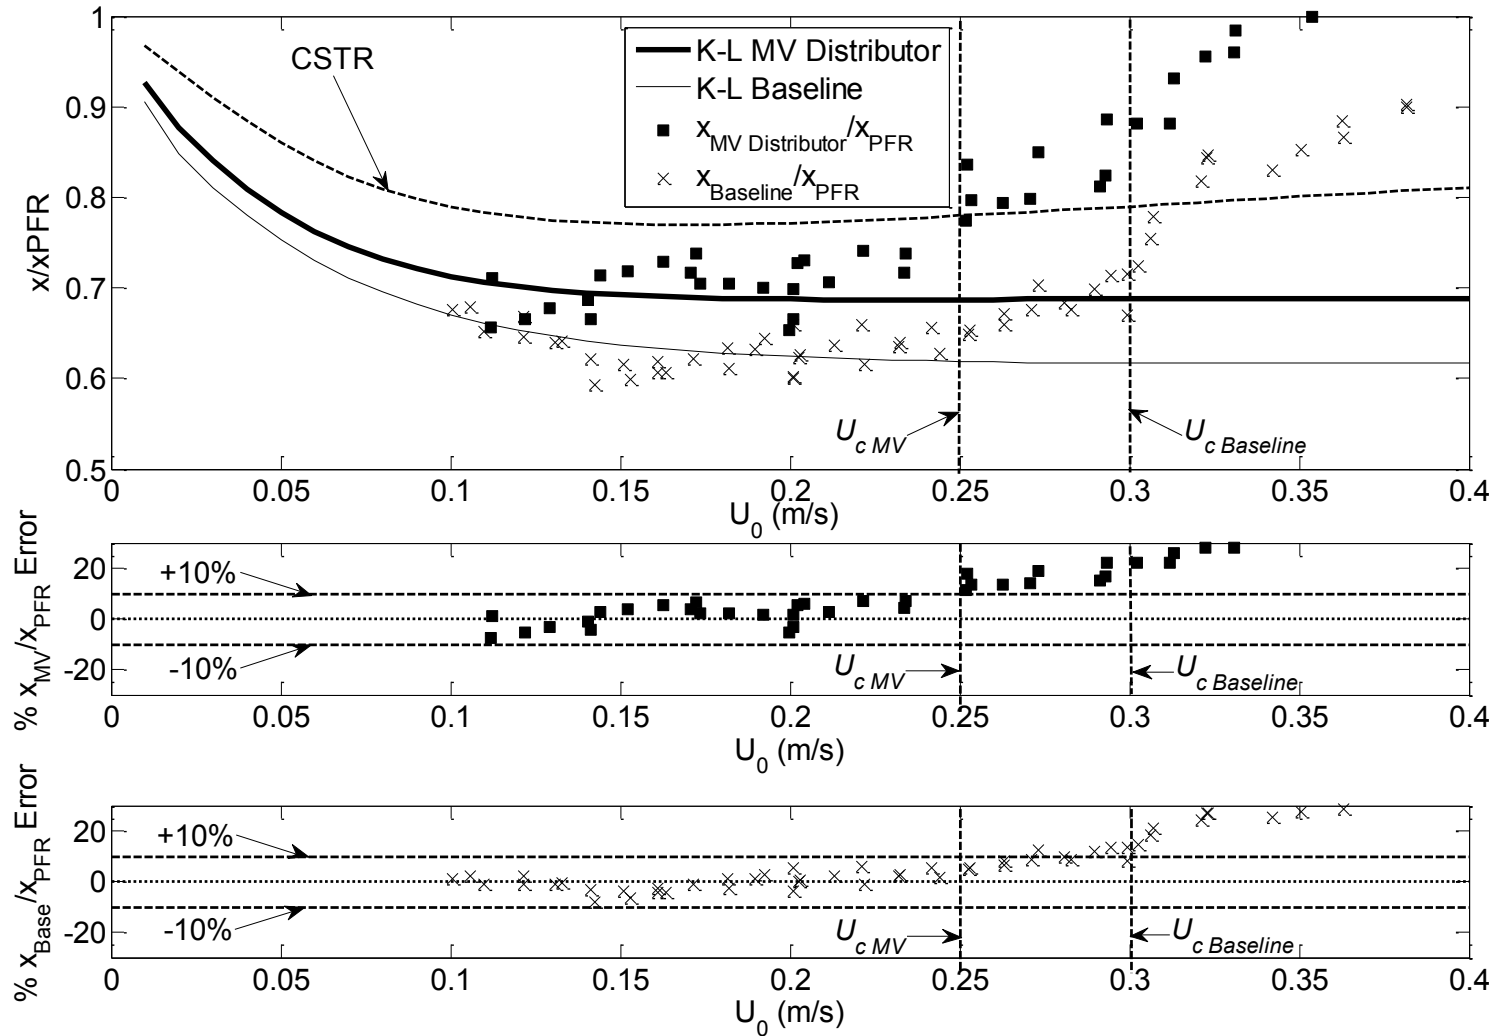 1
0.9
0.8
0.7
0.6
0.5
x/xPFR
CSTR
K-L MV Distributor
K-L Baseline
x_MV Distributor/x_PFR
x_Baseline/x_PFR
U_c MV
U_c Baseline
0 0.05 0.1 0.15 0.2 0.25 0.3 0.35 0.4
U_0 (m/s)
% x_MV/x_PFR Error
20
0
-20
+10%
-10%
U_c MV
U_c Baseline
0 0.05 0.1 0.15 0.2 0.25 0.3 0.35 0.4
U_0 (m/s)
% x_Base/x_PFR Error
20
0
-20
+10%
-10%
U_c MV
U_c Baseline
0 0.05 0.1 0.15 0.2 0.25 0.3 0.35 0.4
U_0 (m/s)